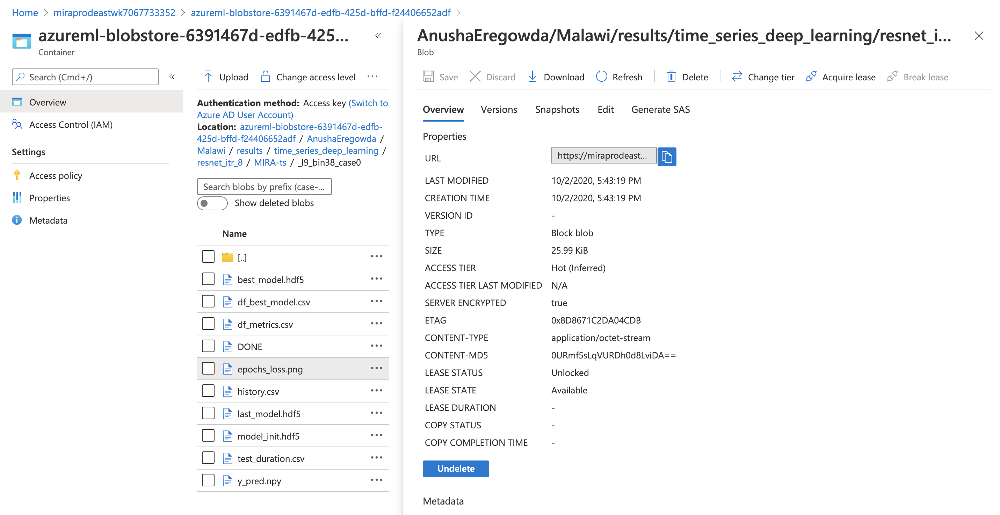 Home > miraprodeastwk7067733352 > azureml-blobstore-6391467d-edfb-425d-bffd-f24406652adf >
azureml-blobstore-6391467d-edfb-425...
Container
Search (Cmd+/)
Overview
Access Control (IAM)
Settings
Access policy
Properties
Metadata
Upload Change access level ...
Authentication method: Access key (Switch to
Azure AD User Account)
Location: azureml-blobstore-6391467d-edfb-
425d-bffd-f24406652adf / AnushaEregowda /
Malawi / results / time_series_deep_learning /
resnet_itr_8 / MIRA-ts / _l9_bin38_case0
Search blobs by prefix (case-...
Show deleted blobs
Name
[..]
best_model.hdf5
df_best_model.csv
df_metrics.csv
DONE
epochs_loss.png
history.csv
last_model.hdf5
model_init.hdf5
test_duration.csv
y_pred.npy
AnushaEregowda/Malawi/results/time_series_deep_learning/resnet_i...
Blob
Save Discard Download Refresh Delete Change tier Acquire lease Break lease
Overview Versions Snapshots Edit Generate SAS
Properties
URL https://miraprodeast...
LAST MODIFIED 10/2/2020, 5:43:19 PM
CREATION TIME 10/2/2020, 5:43:19 PM
VERSION ID -
TYPE Block blob
SIZE 25.99 KiB
ACCESS TIER Hot (Inferred)
ACCESS TIER LAST MODIFIED N/A
SERVER ENCRYPTED true
ETAG 0x8D8671C2DA04CDB
CONTENT-TYPE application/octet-stream
CONTENT-MD5 0URmf5sLqVURDh0d8LviDA==
LEASE STATUS Unlocked
LEASE STATE Available
LEASE DURATION -
COPY STATUS -
COPY COMPLETION TIME -
Undelete
Metadata